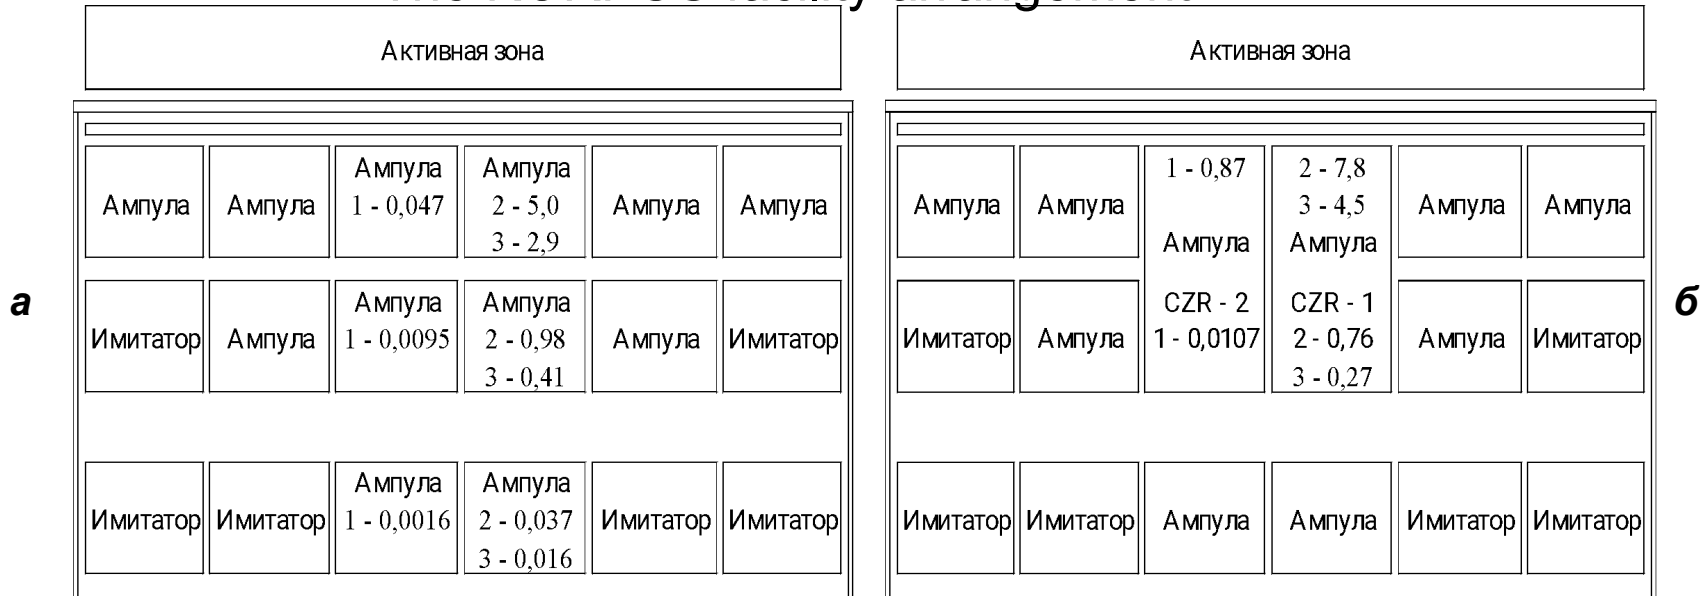 Активная зона
Ампула
Ампула
Ампула
1 - 0,047
Ампула
2 - 5,0
3 - 2,9
Ампула
Ампула
Имитатор
Ампула
Ампула
1 - 0,0095
Ампула
2 - 0,98
3 - 0,41
Ампула
Имитатор
Имитатор
Имитатор
Ампула
1 - 0,0016
Ампула
2 - 0,037
3 - 0,016
Имитатор
Имитатор
а
Активная зона
Ампула
Ампула
1 - 0,87
Ампула
CZR - 2
1 - 0,0107
2 - 7,8
3 - 4,5
Ампула
CZR - 1
2 - 0,76
3 - 0,27
Ампула
Ампула
Имитатор
Ампула
Ампула
Имитатор
Имитатор
Имитатор
Ампула
Ампула
Имитатор
Имитатор
б